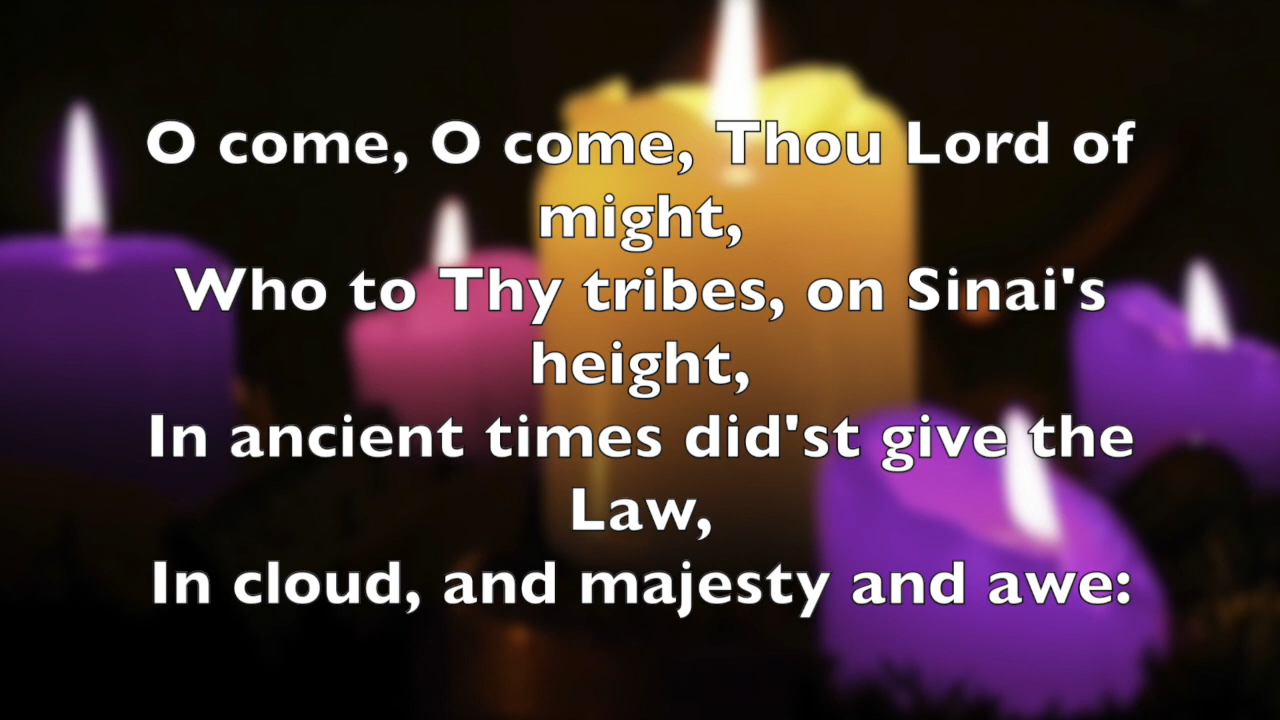 O come, O come, Thou Lord of
might,
Who to Thy tribes, on Sinai's
height,
In ancient times did'st give the
Law,
In cloud, and majesty and awe: